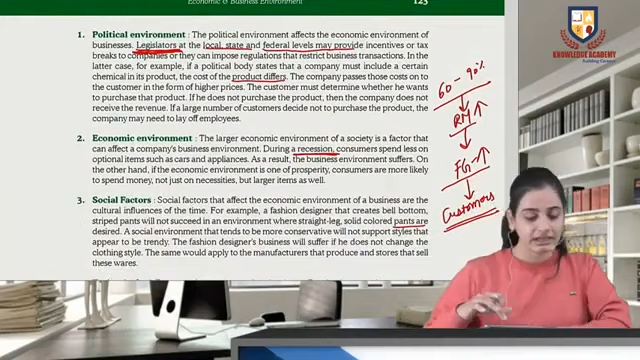 Economic & Business Environment
123
1. Political environment : The political environment affects the economic environment of
businesses. Legislators at the local, state and federal levels may provide incentives or tax
breaks to companies or they can impose regulations that restrict business transactions. In
the latter case, for example, if a political body states that a company must include a certain
chemical in its product, the cost of the product differs. The company passes those costs on to
the customer in the form of higher prices. The customer must determine whether he wants
to purchase that product. If he does not purchase the product, then the company does not
receive the revenue. If a large number of customers decide not to purchase the product, the
company may need to lay off employees.
2. Economic environment : The larger economic environment of a society is a factor that
can affect a company's business environment. During a recession, consumers spend less on
optional items such as cars and appliances. As a result, the business environment suffers. On
the other hand, if the economic environment is one of prosperity, consumers are more likely
to spend money, not just on necessities, but larger items as well.
3. Social Factors : Social factors that affect the economic environment of a business are the
cultural influences of the time. For example, a fashion designer that creates bell bottom,
striped pants will not succeed in an environment where straight-leg, solid colored pants are
desired. A social environment that tends to be more conservative will not support styles that
appear to be trendy. The fashion designer's business will suffer if he does not change the
clothing style. The same would apply to the manufacturers that produce and stores that sell
these wares.
60 - 90%
RM ↑
FG ↑
Customers
KNOWLEDGE ACADEMY
Building Careers